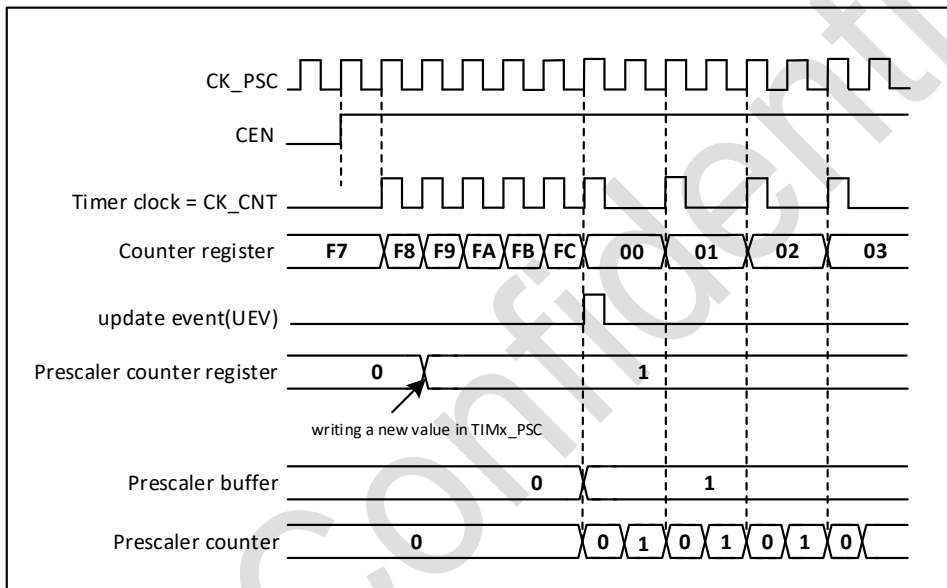 CK_PSC
CEN
Timer clock = CK_CNT
Counter register F7 F8 F9 FA FB FC 00 01 02 03
update event(UEV)
Prescaler counter register 0 1
writing a new value in TIMx_PSC
Prescaler buffer 0 1
Prescaler counter 0 0 1 0 1 0 1 0
Confidenti